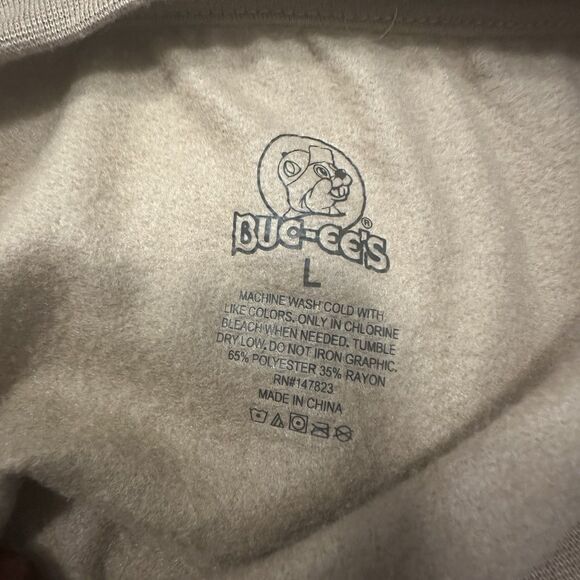 BUC-EE'S®
L
MACHINE WASH COLD WITH
LIKE COLORS. ONLY IN CHLORINE
BLEACH WHEN NEEDED. TUMBLE
DRY LOW. DO NOT IRON GRAPHIC.
65% POLYESTER 35% RAYON
RN#147823
MADE IN CHINA